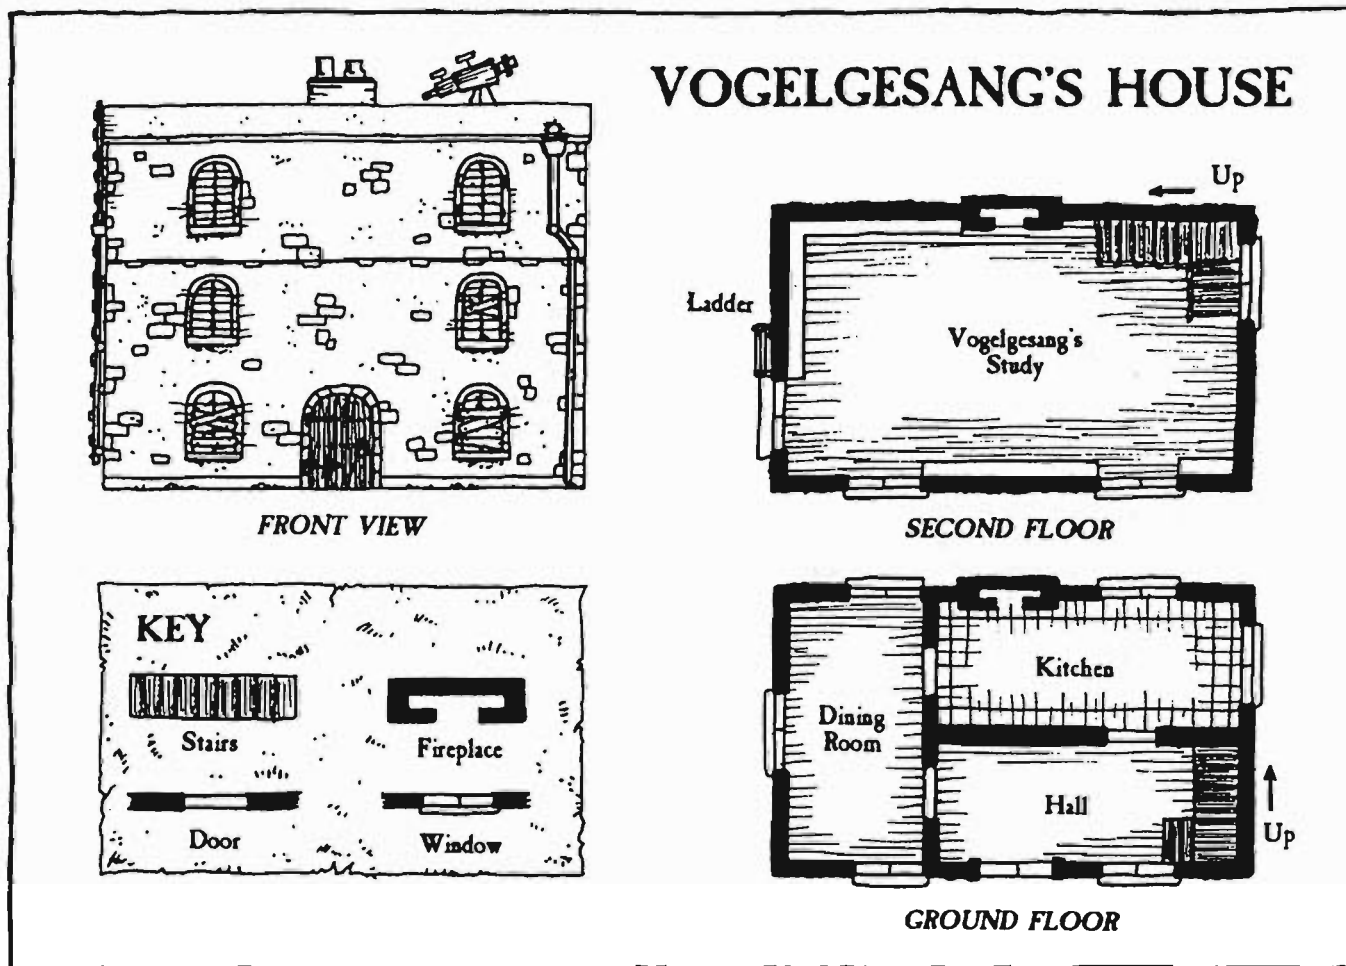 VOGELGESANG'S HOUSE
Up
Ladder
Vogelgesang's
Study
FRONT VIEW
SECOND FLOOR
KEY
Stairs
Fireplace
Door
Window
Kitchen
Dining
Room
Hall
Up
GROUND FLOOR